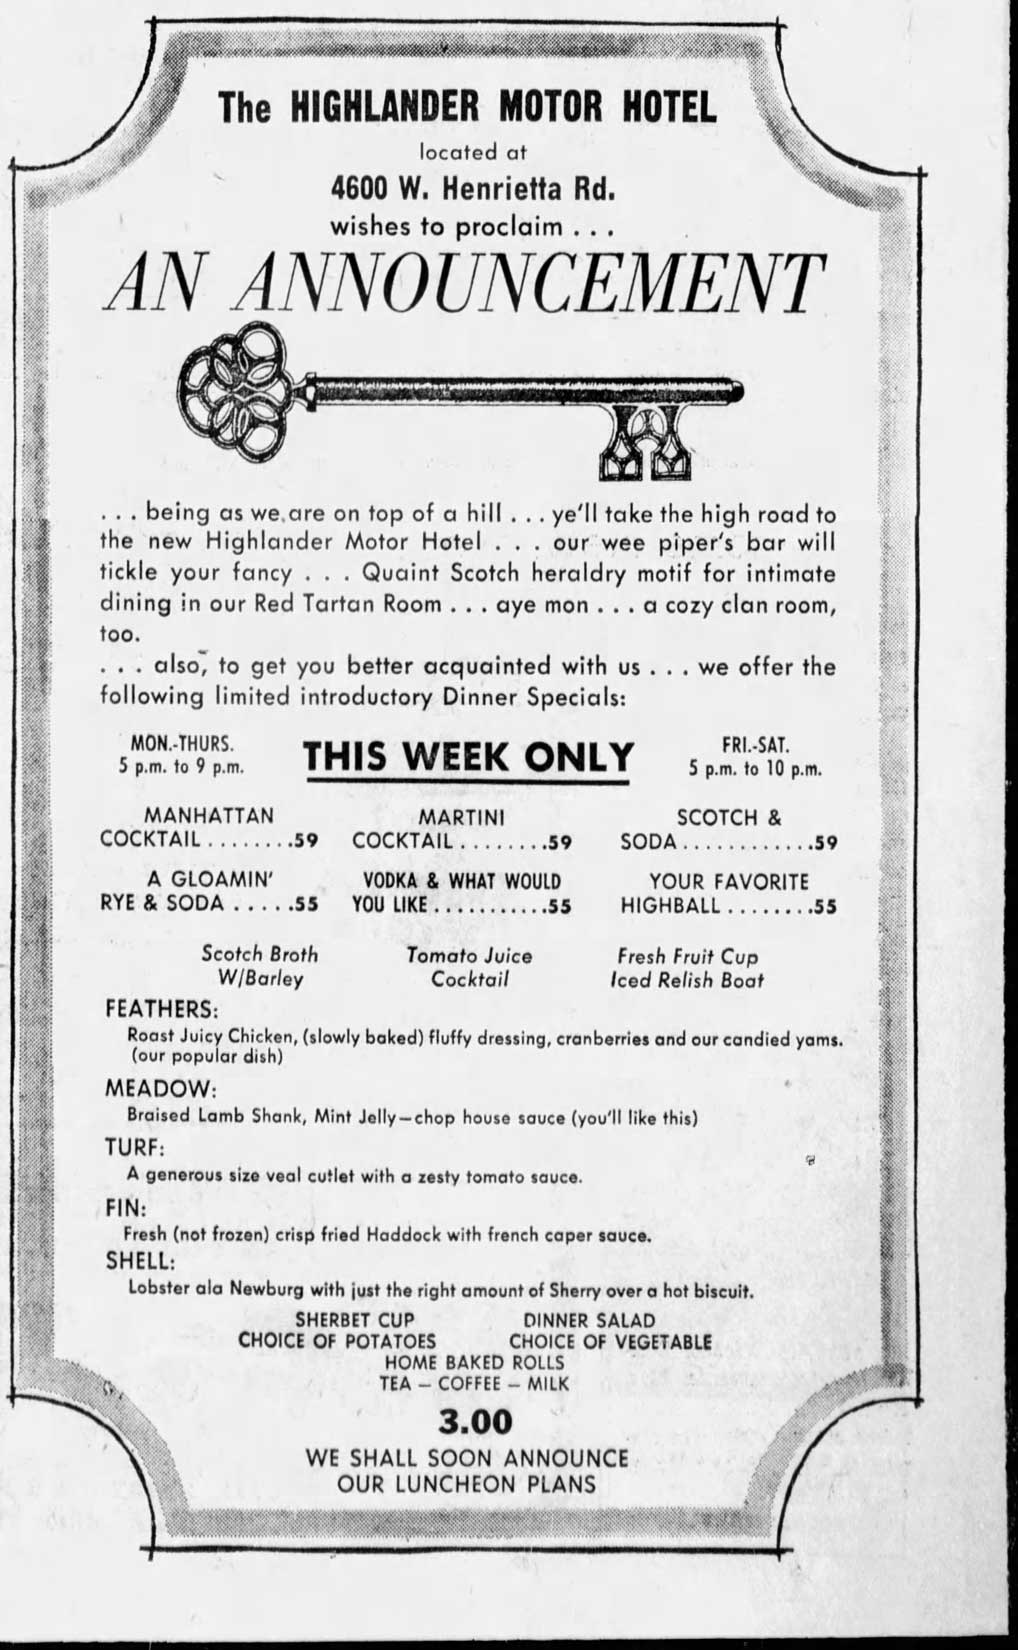 The HIGHLANDER MOTOR HOTEL
located at
4600 W. Henrietta Rd.
wishes to proclaim . . .
AN ANNOUNCEMENT
. . . being as we are on top of a hill . . . ye'll take the high road to
the new Highlander Motor Hotel . . . our wee piper's bar will
tickle your fancy . . . Quaint Scotch heraldry motif for intimate
dining in our Red Tartan Room . . . aye mon . . . a cozy clan room,
too.
. . . also, to get you better acquainted with us . . . we offer the
following limited introductory Dinner Specials:
MON.-THURS.
5 p.m. to 9 p.m.
THIS WEEK ONLY
FRI.-SAT.
5 p.m. to 10 p.m.
MANHATTAN
COCKTAIL ........59
MARTINI
COCKTAIL ........59
SCOTCH &
SODA ............59
A GLOAMIN'
RYE & SODA .....55
VODKA & WHAT WOULD
YOU LIKE ...........55
YOUR FAVORITE
HIGHBALL ........55
Scotch Broth
W/Barley
Tomato Juice
Cocktail
Fresh Fruit Cup
Iced Relish Boat
FEATHERS:
Roast Juicy Chicken, (slowly baked) fluffy dressing, cranberries and our candied yams.
(our popular dish)
MEADOW:
Braised Lamb Shank, Mint Jelly—chop house sauce (you'll like this)
TURF:
A generous size veal cutlet with a zesty tomato sauce.
FIN:
Fresh (not frozen) crisp fried Haddock with french caper sauce.
SHELL:
Lobster ala Newburg with just the right amount of Sherry over a hot biscuit.
SHERBET CUP DINNER SALAD
CHOICE OF POTATOES CHOICE OF VEGETABLE
HOME BAKED ROLLS
TEA — COFFEE — MILK
3.00
WE SHALL SOON ANNOUNCE
OUR LUNCHEON PLANS